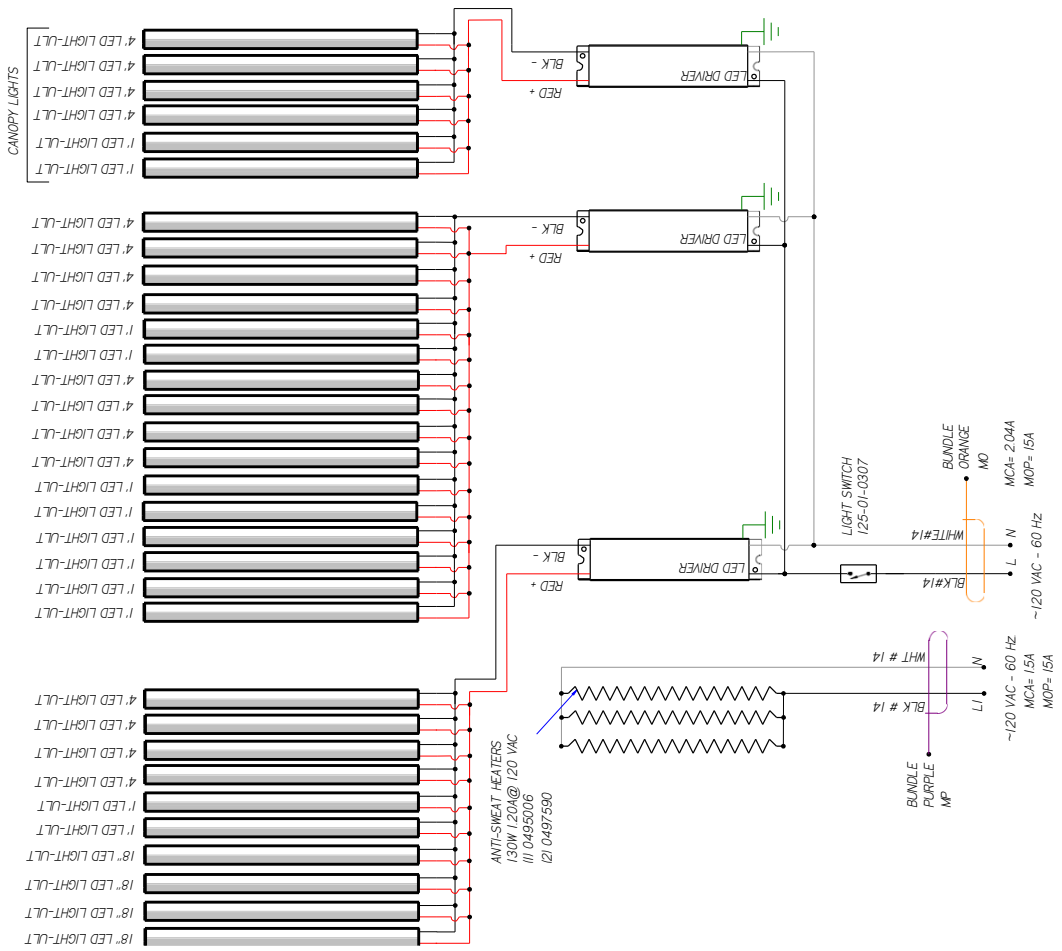 CANOPY LIGHTS
4' LED LIGHT-ULT
4' LED LIGHT-ULT
4' LED LIGHT-ULT
4' LED LIGHT-ULT
1' LED LIGHT-ULT
1' LED LIGHT-ULT
BLK -
RED +
LED DRIVER
4' LED LIGHT-ULT
4' LED LIGHT-ULT
4' LED LIGHT-ULT
4' LED LIGHT-ULT
1' LED LIGHT-ULT
1' LED LIGHT-ULT
4' LED LIGHT-ULT
4' LED LIGHT-ULT
4' LED LIGHT-ULT
4' LED LIGHT-ULT
1' LED LIGHT-ULT
1' LED LIGHT-ULT
1' LED LIGHT-ULT
1' LED LIGHT-ULT
1' LED LIGHT-ULT
1' LED LIGHT-ULT
BLK -
RED +
LED DRIVER
BLK -
RED +
LED DRIVER
LIGHT SWITCH
125-01-0307
BUNDLE
ORANGE
MO
MCA= 2.04A
MOP= 15A
WHITE#14
N
BLK#14
L
~120 VAC - 60 Hz
4' LED LIGHT-ULT
4' LED LIGHT-ULT
4' LED LIGHT-ULT
4' LED LIGHT-ULT
1' LED LIGHT-ULT
1' LED LIGHT-ULT
18" LED LIGHT-ULT
18" LED LIGHT-ULT
18" LED LIGHT-ULT
18" LED LIGHT-ULT
ANTI-SWEAT HEATERS
130W 1.20A@ 120 VAC
(1) 0495006
(2) 0497590
WHT # 14
N
BLK # 14
L1
~120 VAC - 60 Hz
MCA= 1.5A
MOP= 15A
BUNDLE
PURPLE
MP